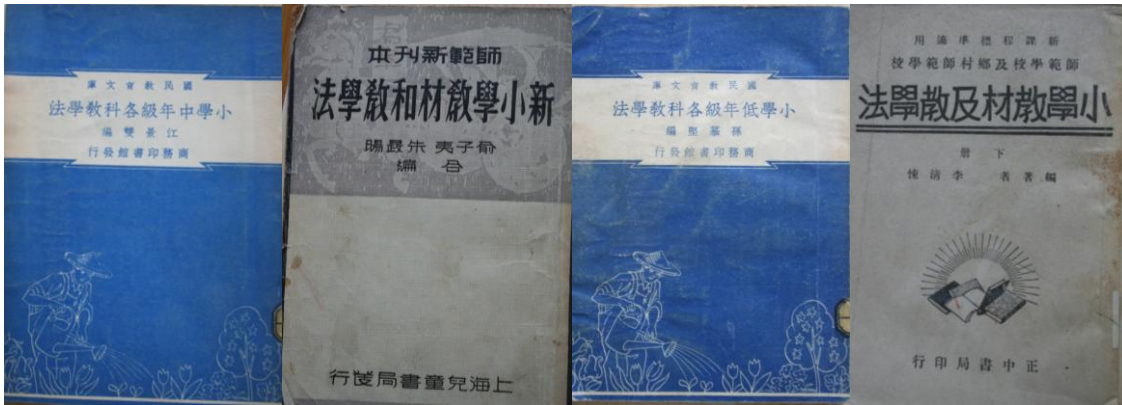 國民教育文庫
小學中年級各科教學法
江景雙編
商務印書館發行
師範新刊本
新小學教材和教學法
俞子夷 朱晸暘
合編
上海兒童書局發行
國民教育文庫
小學低年級各科教學法
孫慕堅編
商務印書館發行
新課程標準適用
師範學校及鄉村師範學校
小學教材及教學法
下冊
編著者 李清悚
正中書局印行